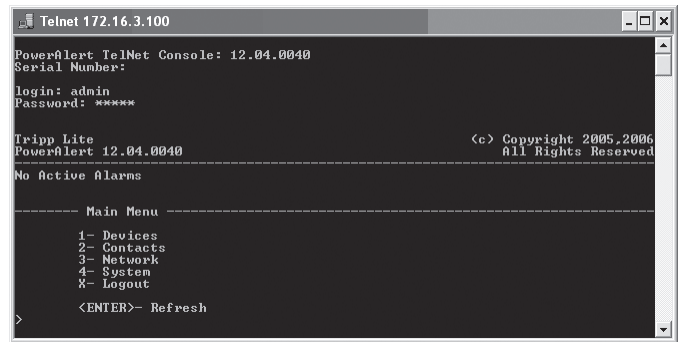 Telnet 172.16.3.100
PowerAlert TelNet Console: 12.04.0040
Serial Number:
login: admin
Password: *****
Tripp Lite (c) Copyright 2005,2006
PowerAlert 12.04.0040 All Rights Reserved
No Active Alarms
-------- Main Menu --------
1- Devices
2- Contacts
3- Network
4- System
X- Logout
<ENTER>- Refresh
>